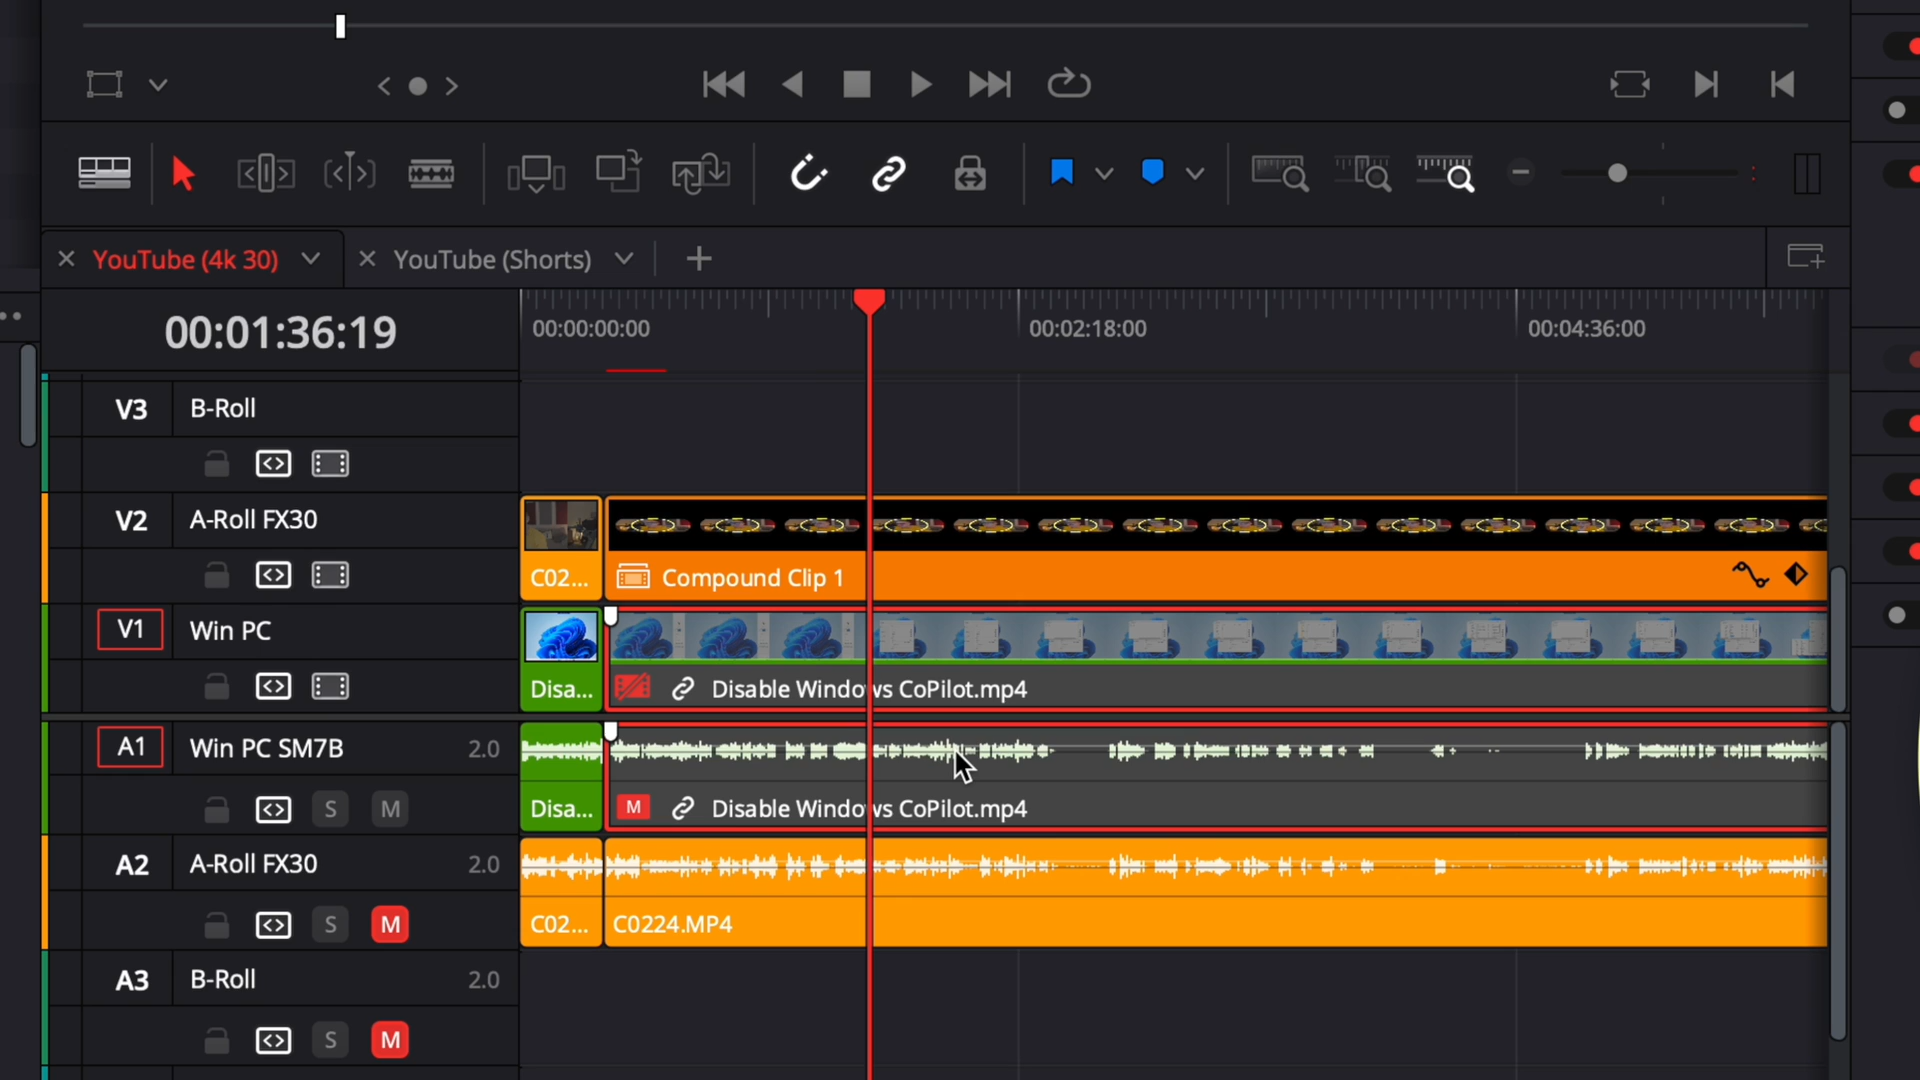 YouTube (4k 30)
YouTube (Shorts)
00:01:36:19
00:00:00:00
00:02:18:00
00:04:36:00
V3
B-Roll
V2
A-Roll FX30
C02...
Compound Clip 1
V1
Win PC
Disa...
Disable Windows CoPilot.mp4
A1
Win PC SM7B
2.0
S
M
Disa...
M
Disable Windows CoPilot.mp4
A2
A-Roll FX30
2.0
S
M
C02...
C0224.MP4
A3
B-Roll
2.0
S
M